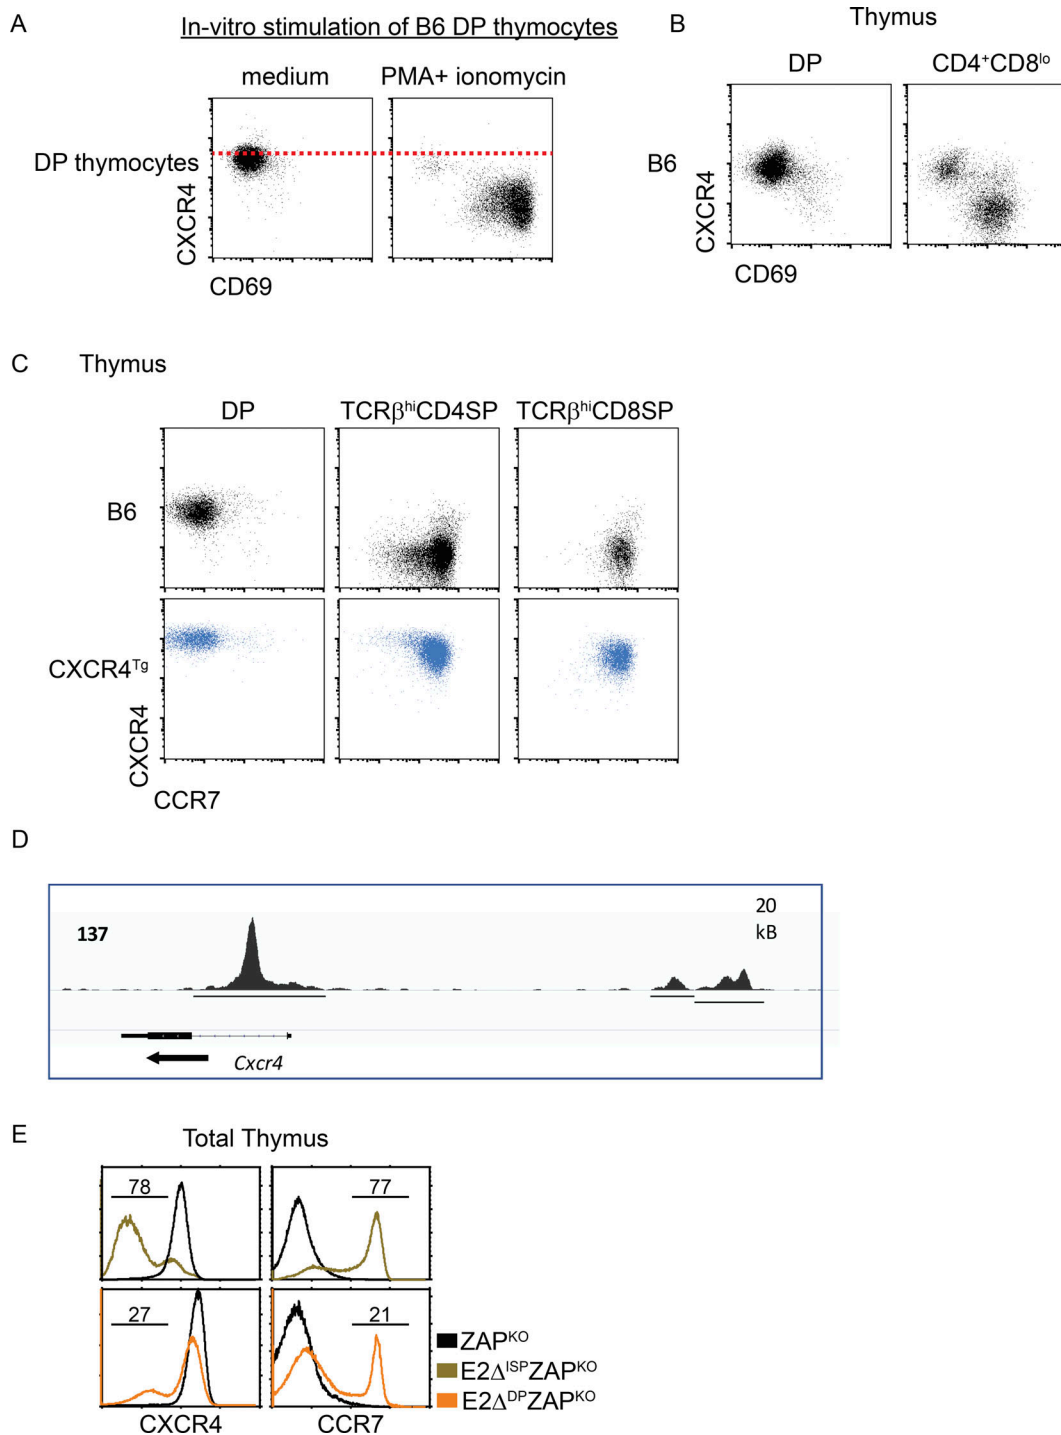 A
In-vitro stimulation of B6 DP thymocytes
medium
PMA+ ionomycin
DP thymocytes
CXCR4
CD69
B
Thymus
DP
CD4⁺CD8ˡᵒ
B6
CXCR4
CD69
C
Thymus
DP
TCRβʰⁱCD4SP
TCRβʰⁱCD8SP
B6
CXCR4ᵀᵍ
CXCR4
CCR7
D
137
20
kB
Cxcr4
E
Total Thymus
78
77
27
21
ZAPᴷᴼ
E2Δᴵˢᴾ ZAPᴷᴼ
E2Δᴰᴾ ZAPᴷᴼ
CXCR4
CCR7